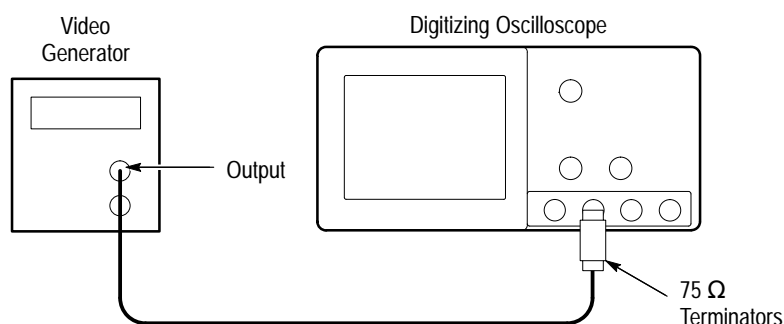 Video
Generator
Digitizing Oscilloscope
Output
75 Ω
Terminators